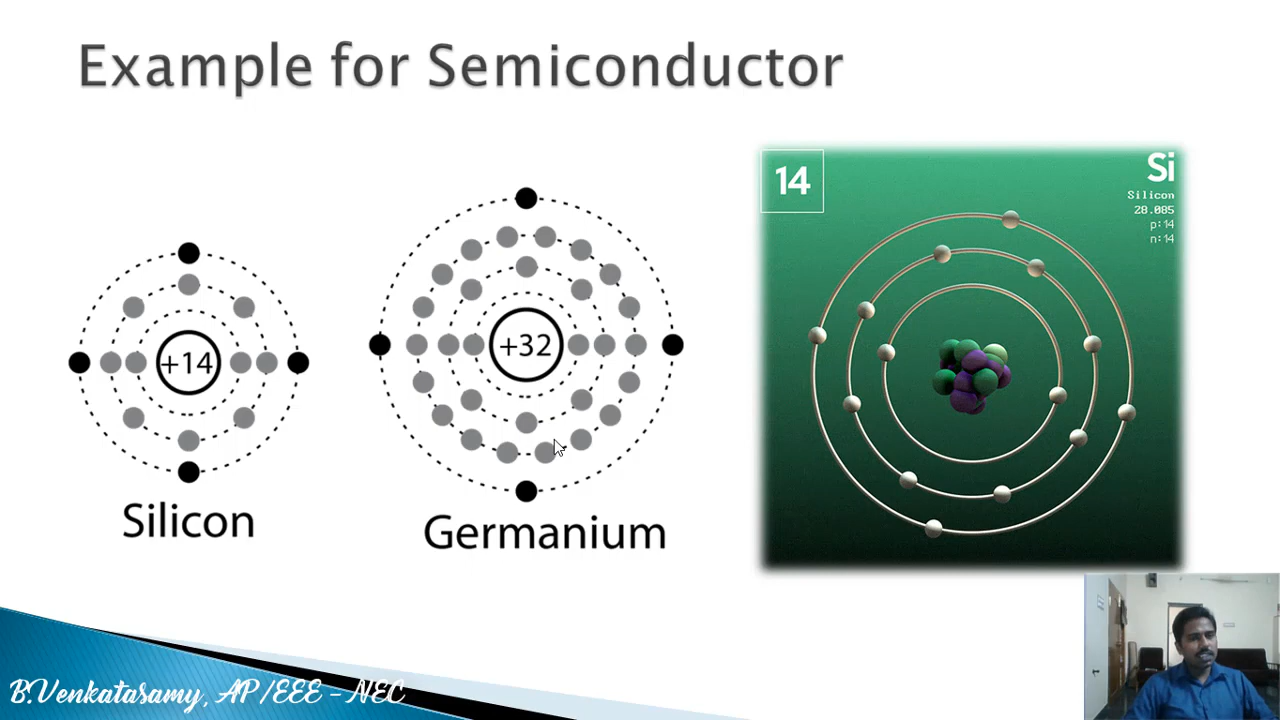 Example for Semiconductor
14
Si
Silicon
28.085
p:14
n:14
+14
+32
Silicon
Germanium
B.Venkatasamy, AP/EEE - NEC